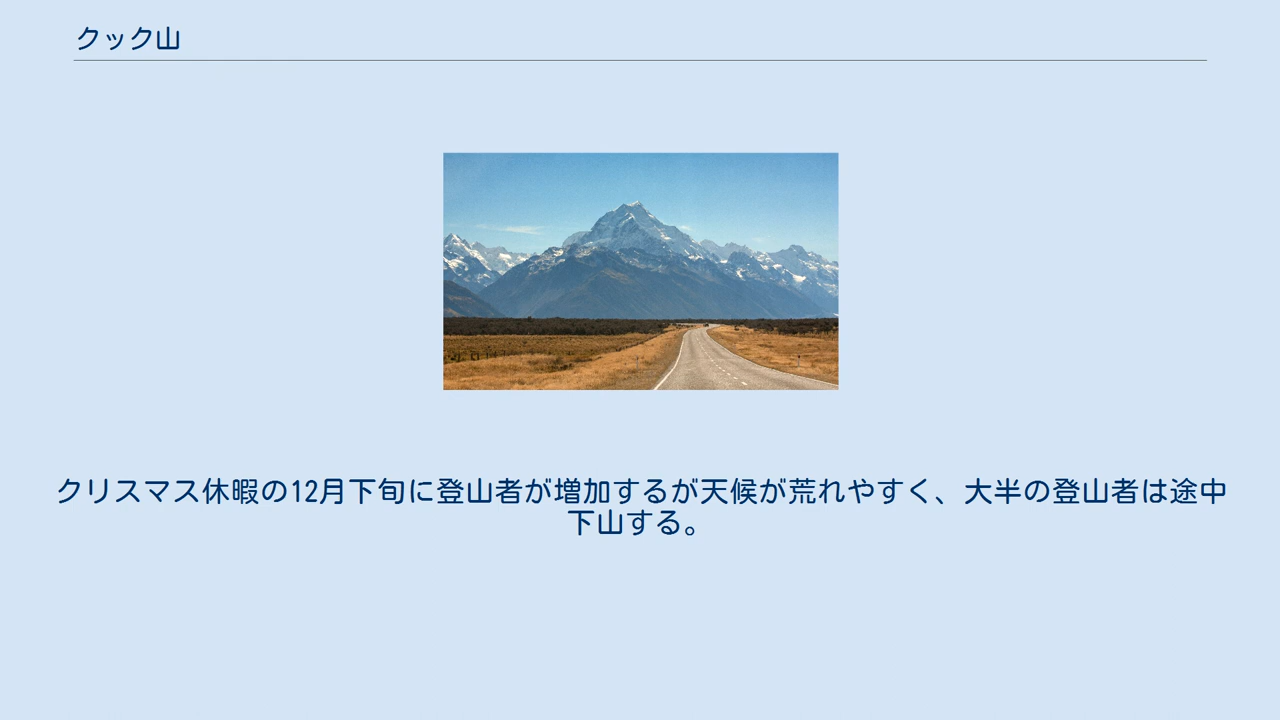 クック山
クリスマス休暇の12月下旬に登山者が増加するが天候が荒れやすく、大半の登山者は途中
下山する。